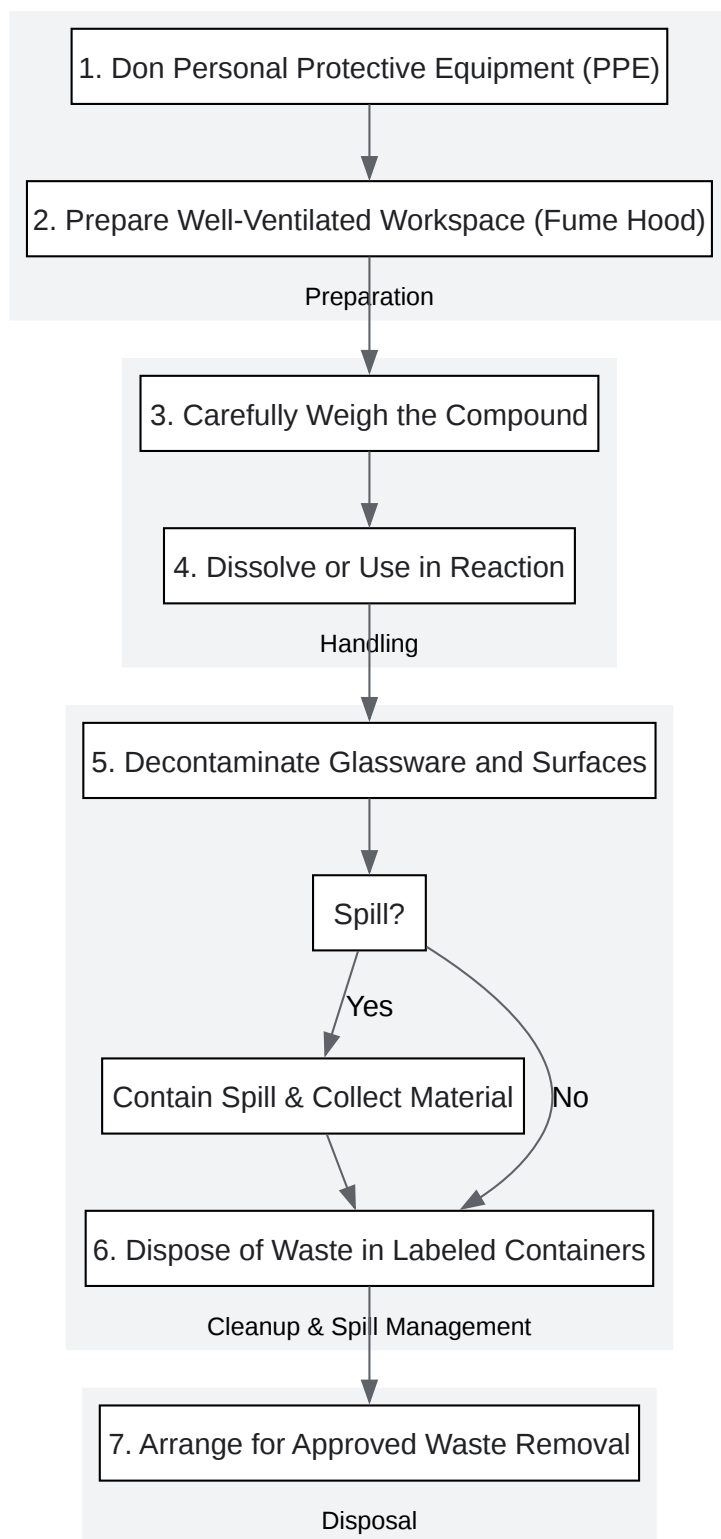 1. Don Personal Protective Equipment (PPE)
2. Prepare Well-Ventilated Workspace (Fume Hood)
Preparation
3. Carefully Weigh the Compound
4. Dissolve or Use in Reaction
Handling
5. Decontaminate Glassware and Surfaces
Spill?
Yes
Contain Spill & Collect Material
No
6. Dispose of Waste in Labeled Containers
Cleanup & Spill Management
7. Arrange for Approved Waste Removal
Disposal